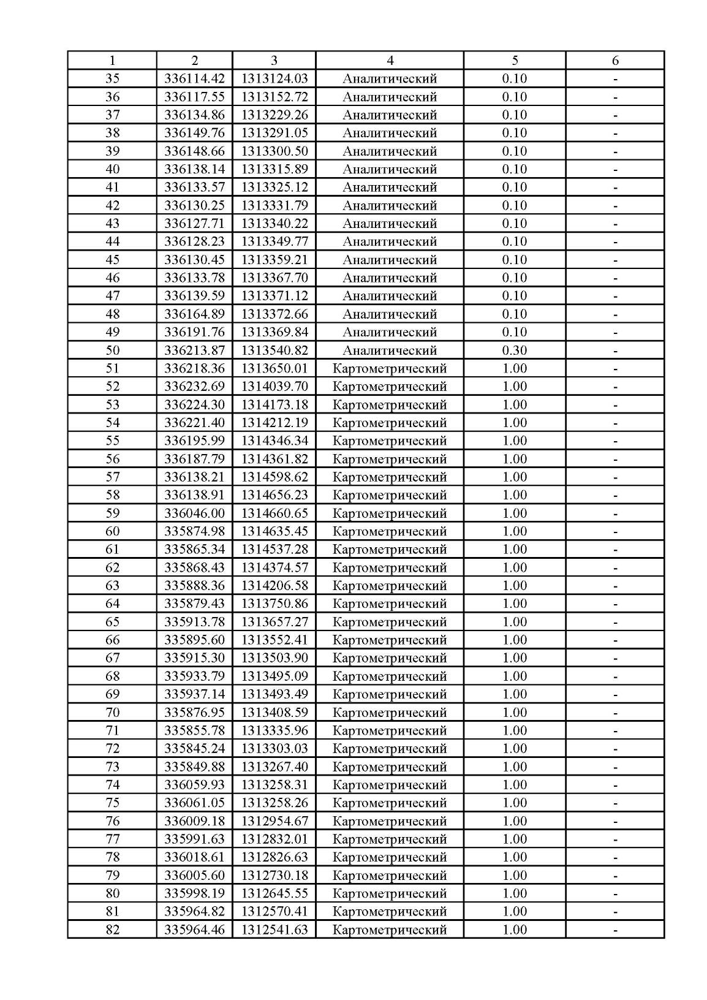 1 2 3 4 5 6
35 336114.42 1313124.03 Аналитический 0.10 -
36 336117.55 1313152.72 Аналитический 0.10 -
37 336134.86 1313229.26 Аналитический 0.10 -
38 336149.76 1313291.05 Аналитический 0.10 -
39 336148.66 1313300.50 Аналитический 0.10 -
40 336138.14 1313315.89 Аналитический 0.10 -
41 336133.57 1313325.12 Аналитический 0.10 -
42 336130.25 1313331.79 Аналитический 0.10 -
43 336127.71 1313340.22 Аналитический 0.10 -
44 336128.23 1313349.77 Аналитический 0.10 -
45 336130.45 1313359.21 Аналитический 0.10 -
46 336133.78 1313367.70 Аналитический 0.10 -
47 336139.59 1313371.12 Аналитический 0.10 -
48 336164.89 1313372.66 Аналитический 0.10 -
49 336191.76 1313369.84 Аналитический 0.10 -
50 336213.87 1313540.82 Аналитический 0.30 -
51 336218.36 1313650.01 Картометрический 1.00 -
52 336232.69 1314039.70 Картометрический 1.00 -
53 336224.30 1314173.18 Картометрический 1.00 -
54 336221.40 1314212.19 Картометрический 1.00 -
55 336195.99 1314346.34 Картометрический 1.00 -
56 336187.79 1314361.82 Картометрический 1.00 -
57 336138.21 1314598.62 Картометрический 1.00 -
58 336138.91 1314656.23 Картометрический 1.00 -
59 336046.00 1314660.65 Картометрический 1.00 -
60 335874.98 1314635.45 Картометрический 1.00 -
61 335865.34 1314537.28 Картометрический 1.00 -
62 335868.43 1314374.57 Картометрический 1.00 -
63 335888.36 1314206.58 Картометрический 1.00 -
64 335879.43 1313750.86 Картометрический 1.00 -
65 335913.78 1313657.27 Картометрический 1.00 -
66 335895.60 1313552.41 Картометрический 1.00 -
67 335915.30 1313503.90 Картометрический 1.00 -
68 335933.79 1313495.09 Картометрический 1.00 -
69 335937.14 1313493.49 Картометрический 1.00 -
70 335876.95 1313408.59 Картометрический 1.00 -
71 335855.78 1313335.96 Картометрический 1.00 -
72 335845.24 1313303.03 Картометрический 1.00 -
73 335849.88 1313267.40 Картометрический 1.00 -
74 336059.93 1313258.31 Картометрический 1.00 -
75 336061.05 1313258.26 Картометрический 1.00 -
76 336009.18 1312954.67 Картометрический 1.00 -
77 335991.63 1312832.01 Картометрический 1.00 -
78 336018.61 1312826.63 Картометрический 1.00 -
79 336005.60 1312730.18 Картометрический 1.00 -
80 335998.19 1312645.55 Картометрический 1.00 -
81 335964.82 1312570.41 Картометрический 1.00 -
82 335964.46 1312541.63 Картометрический 1.00 -